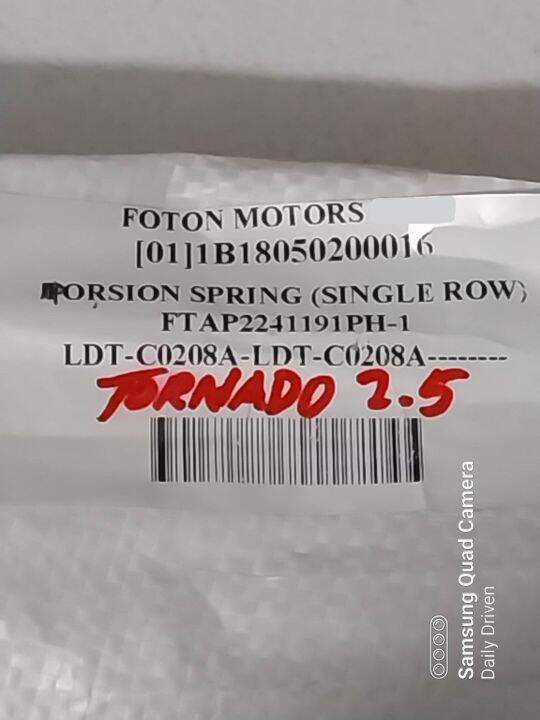 FOTON MOTORS
[01]1B18050200016
TORSION SPRING (SINGLE ROW)
FTAP2241191PH-1
LDT-C0208A-LDT-C0208A--------
TORNADO 2.5
Samsung Quad Camera
Daily Driven